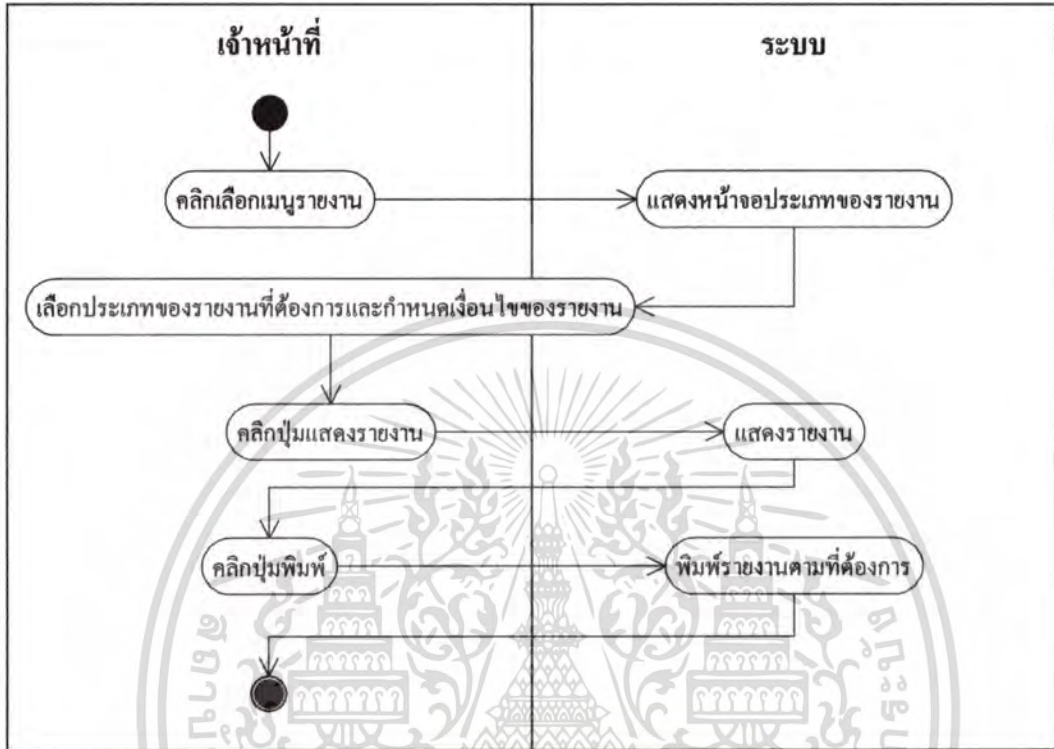 เจ้าหน้าที่
ระบบ
คลิกเลือกเมนูรายงาน
แสดงหน้าจอประเภทของรายงาน
เลือกประเภทของรายงานที่ต้องการและกำหนดเงื่อนไขของรายงาน
คลิกปุ่มแสดงรายงาน
แสดงรายงาน
คลิกปุ่มพิมพ์
พิมพ์รายงานตามที่ต้องการ